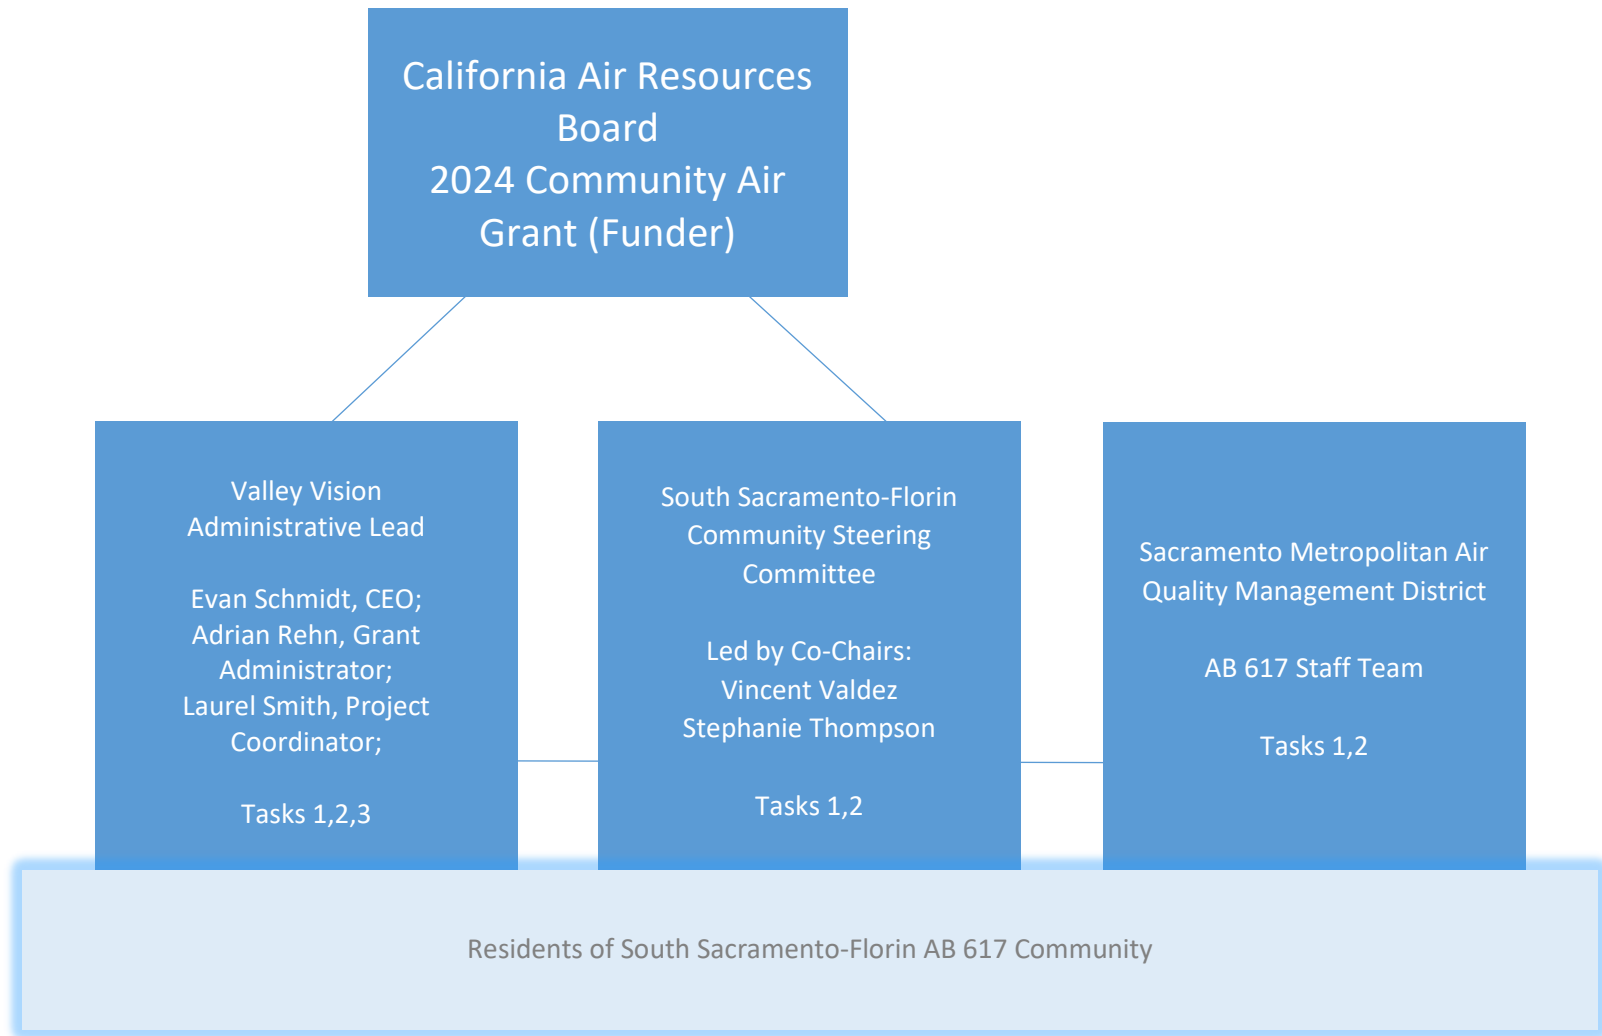 California Air Resources
Board
2024 Community Air
Grant (Funder)
Valley Vision
Administrative Lead
Evan Schmidt, CEO;
Adrian Rehn, Grant
Administrator;
Laurel Smith, Project
Coordinator;
Tasks 1,2,3
South Sacramento-Florin
Community Steering
Committee
Led by Co-Chairs:
Vincent Valdez
Stephanie Thompson
Tasks 1,2
Sacramento Metropolitan Air
Quality Management District
AB 617 Staff Team
Tasks 1,2
Residents of South Sacramento-Florin AB 617 Community